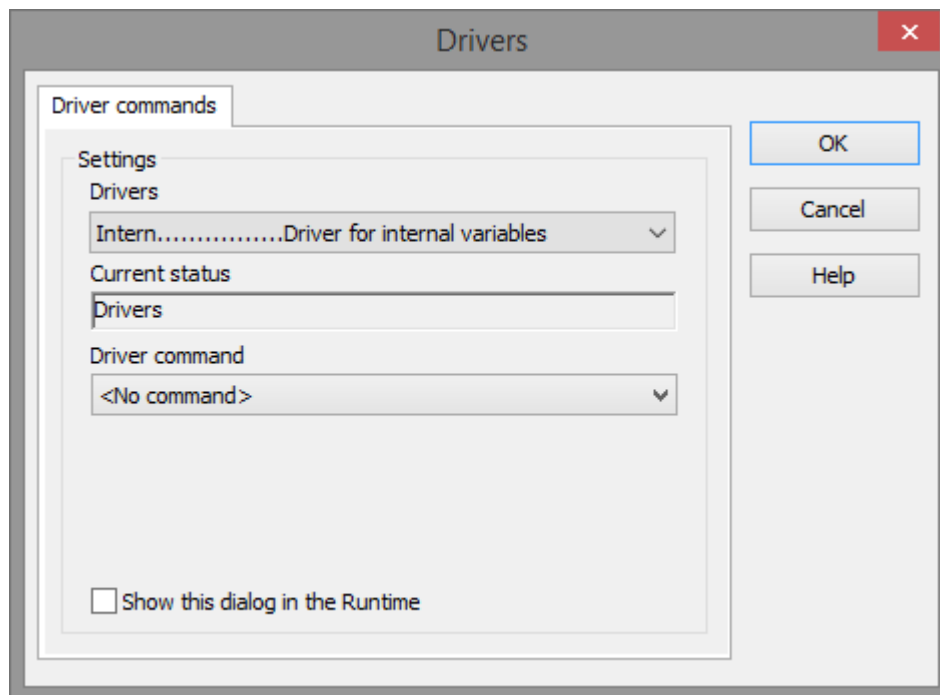 Drivers
Driver commands
Settings
Drivers
Intern................Driver for internal variables
Current status
Drivers
Driver command
<No command>
Show this dialog in the Runtime
OK
Cancel
Help